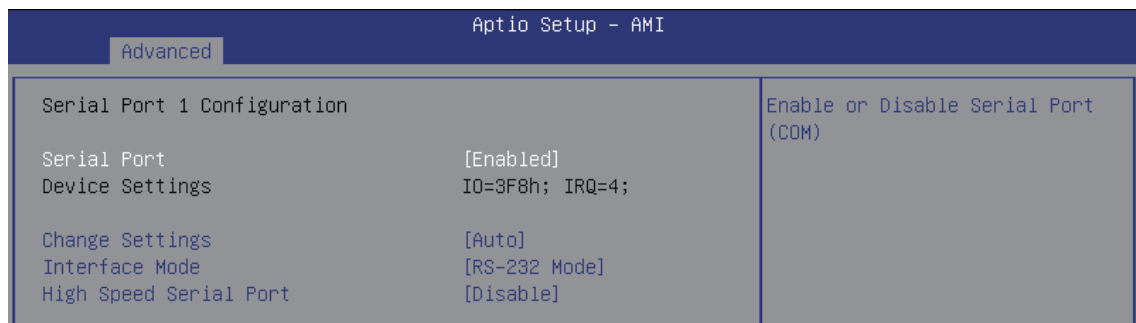 Aptio Setup – AMI
Advanced
Serial Port 1 Configuration
Enable or Disable Serial Port
(COM)
Serial Port [Enabled]
Device Settings IO=3F8h; IRQ=4;
Change Settings [Auto]
Interface Mode [RS-232 Mode]
High Speed Serial Port [Disable]